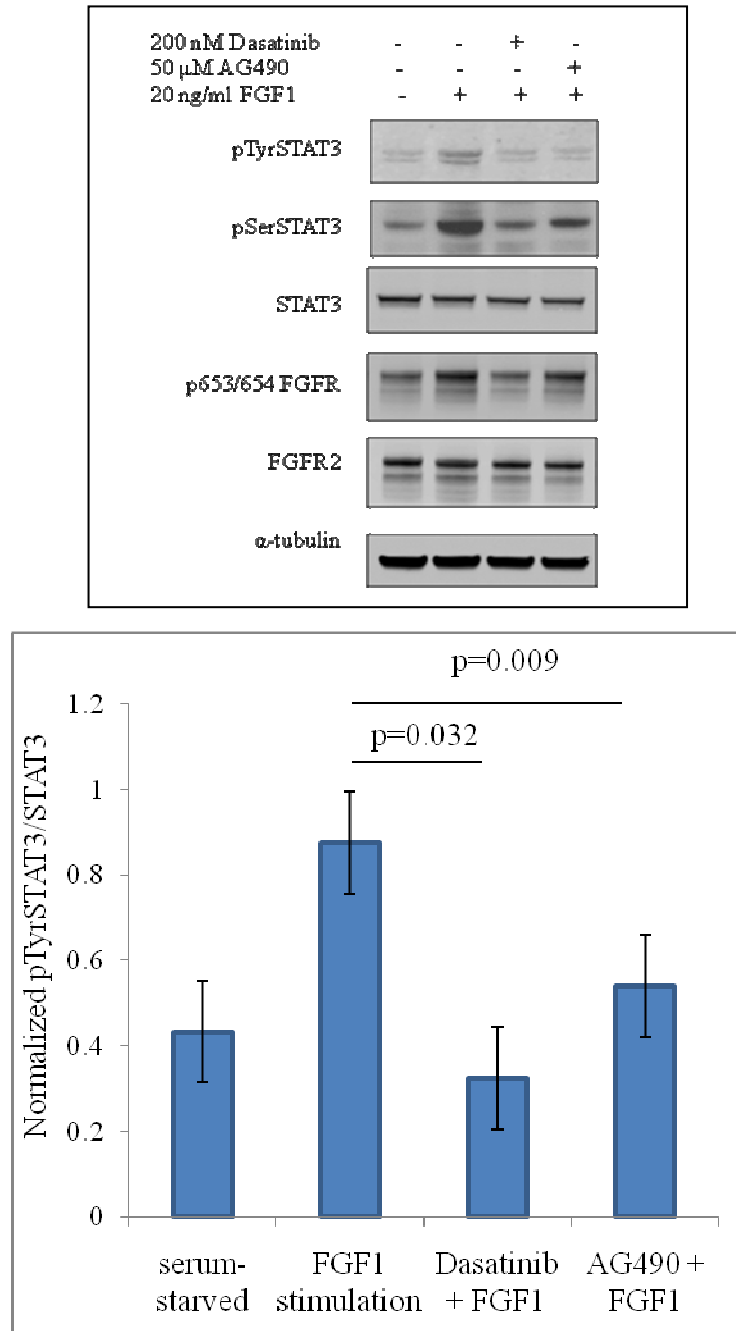 200 nM Dasatinib - - + -
50 µM AG490 - - - +
20 ng/ml FGF1 - + + +
pTyrSTAT3
pSerSTAT3
STAT3
p653/654 FGFR
FGFR2
α-tubulin
p=0.009
p=0.032
Normalized pTyrSTAT3/STAT3
1.2
1
0.8
0.6
0.4
0.2
0
serum-
starved
FGF1
stimulation
Dasatinib
+ FGF1
AG490 +
FGF1